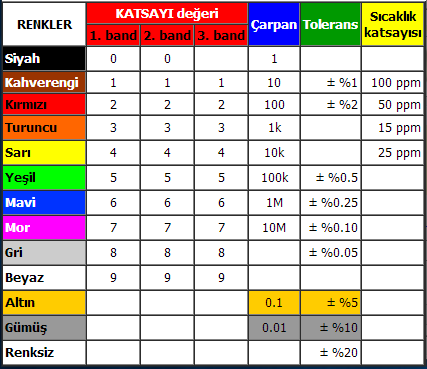 RENKLER KATSAYI değeri Çarpan Tolerans Sıcaklık katsayısı
1. band 2. band 3. band
Siyah 0 0 1
Kahverengi 1 1 1 10 ± %1 100 ppm
Kırmızı 2 2 2 100 ± %2 50 ppm
Turuncu 3 3 3 1k 15 ppm
Sarı 4 4 4 10k 25 ppm
Yeşil 5 5 5 100k ± %0.5
Mavi 6 6 6 1M ± %0.25
Mor 7 7 7 10M ± %0.10
Gri 8 8 8 ± %0.05
Beyaz 9 9 9
Altın 0.1 ± %5
Gümüş 0.01 ± %10
Renksiz ± %20